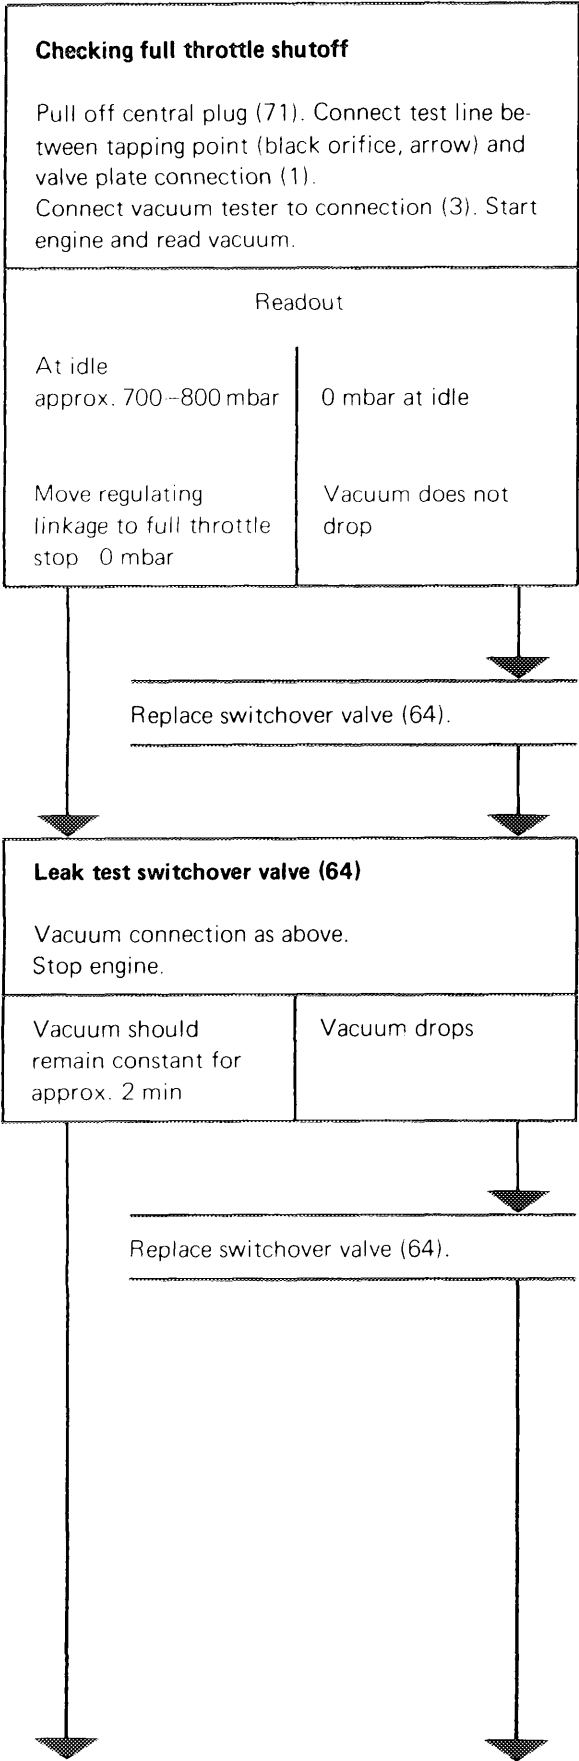 Checking full throttle shutoff
Pull off central plug (71). Connect test line be-
tween tapping point (black orifice, arrow) and
valve plate connection (1).
Connect vacuum tester to connection (3). Start
engine and read vacuum.
Readout
At idle
approx. 700–800 mbar
0 mbar at idle
Move regulating
linkage to full throttle
stop 0 mbar
Vacuum does not
drop
Replace switchover valve (64).
Leak test switchover valve (64)
Vacuum connection as above.
Stop engine.
Vacuum should
remain constant for
approx. 2 min
Vacuum drops
Replace switchover valve (64).